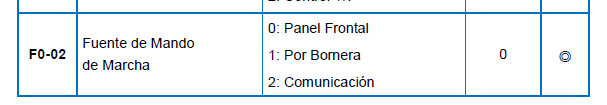 F0-02
Fuente de Mando
de Marcha
0: Panel Frontal
1: Por Bornera
2: Comunicación
0
◎